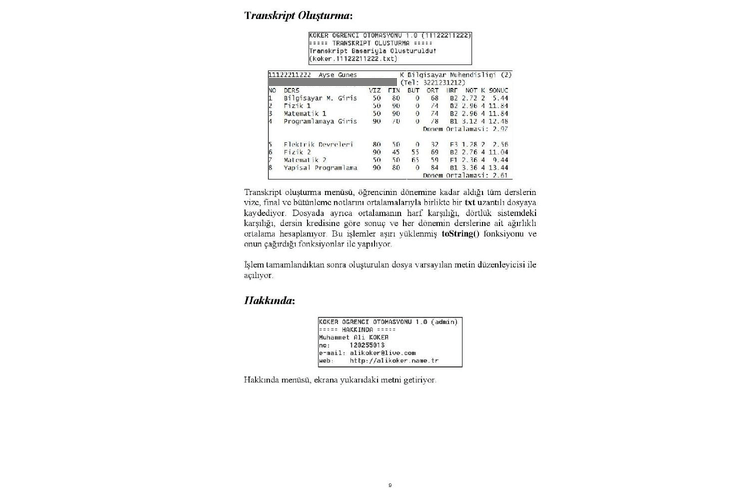 Transkript Oluşturma:
KOKER OGRENCI OTOMASYONU 1.0 (11122211222)
===== TRANSKRIPT OLUSTURMA =====
Transkript Basariyla Olusturuldu!
(koker.11122211222.txt)
11122211222 Ayse Gunes K Bilgisayar Muhendisligi (2)
(Tel: 3221231212)
NO DERS VIZ FIN BUT ORT HRF NOT K SONUC
1 Bilgisayar M. Giris 50 80 0 68 B2 2.72 2 5.44
2 Fizik 1 50 90 0 74 B2 2.96 4 11.84
3 Matematik 1 50 90 0 74 B2 2.96 4 11.84
4 Programlamaya Giris 90 70 0 78 B1 3.12 4 12.48
Donem Ortalamasi: 2.97
5 Elektrik Devreleri 80 50 0 32 F3 1.28 2 2.56
6 Fizik 2 90 45 55 69 B2 2.76 4 11.04
7 Matematik 2 50 50 65 59 C1 2.36 4 9.44
8 Yapisal Programlama 90 80 0 84 B1 3.36 4 13.44
Donem Ortalamasi: 2.61
Transkript oluşturma menüsü, öğrencinin dönemine kadar aldığı tüm derslerin
vize, final ve bütünleme notlarını ortalamalarıyla birlikte bir txt uzantılı dosyaya
kaydediyor. Dosyada ayrıca ortalamanın harf karşılığı, dörtlük sistemdeki
karşılığı, dersin kredisine göre sonuç ve her dönemin derslerine ait ağırlıklı
ortalama hesaplanıyor. Bu işlemler aşırı yüklenmiş toString() fonksiyonu ve
onun çağırdığı fonksiyonlar ile yapılıyor.
İşlem tamamlandıktan sonra oluşturulan dosya varsayılan metin düzenleyicisi ile
açılıyor.
Hakkında:
KOKER OGRENCI OTOMASYONU 1.0 (admin)
===== HAKKINDA =====
Muhammet Ali KOKER
no: 120255013
e-mail: alikoker@live.com
web: http://alikoker.name.tr
Hakkında menüsü, ekrana yukarıdaki metni getiriyor.
9